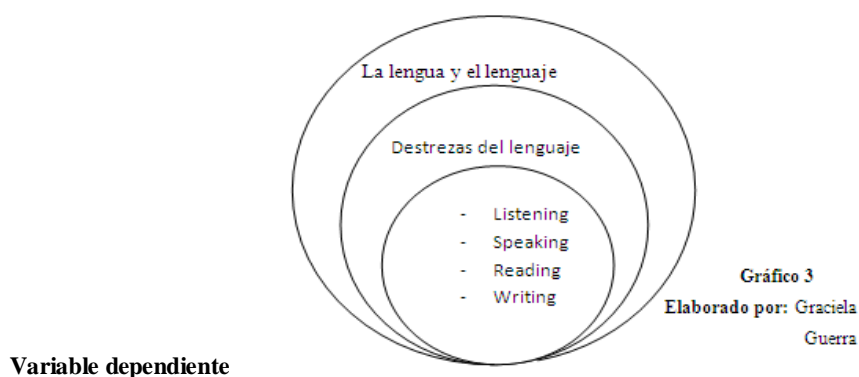 La lengua y el lenguaje
Destrezas del lenguaje
- Listening
- Speaking
- Reading
- Writing
Gráfico 3
Elaborado por: Graciela
Guerra
Variable dependiente